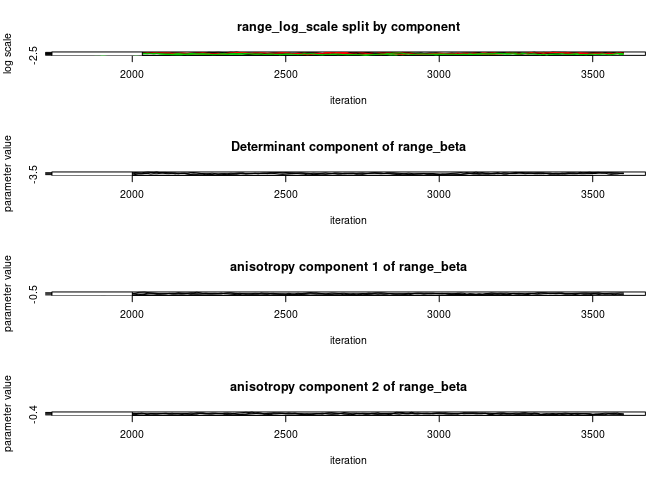 range_log_scale split by component
log scale
-2.5
2000 2500 3000 3500
iteration
Determinant component of range_beta
parameter value
-3.5
2000 2500 3000 3500
iteration
anisotropy component 1 of range_beta
parameter value
-0.5
2000 2500 3000 3500
iteration
anisotropy component 2 of range_beta
parameter value
-0.4
2000 2500 3000 3500
iteration